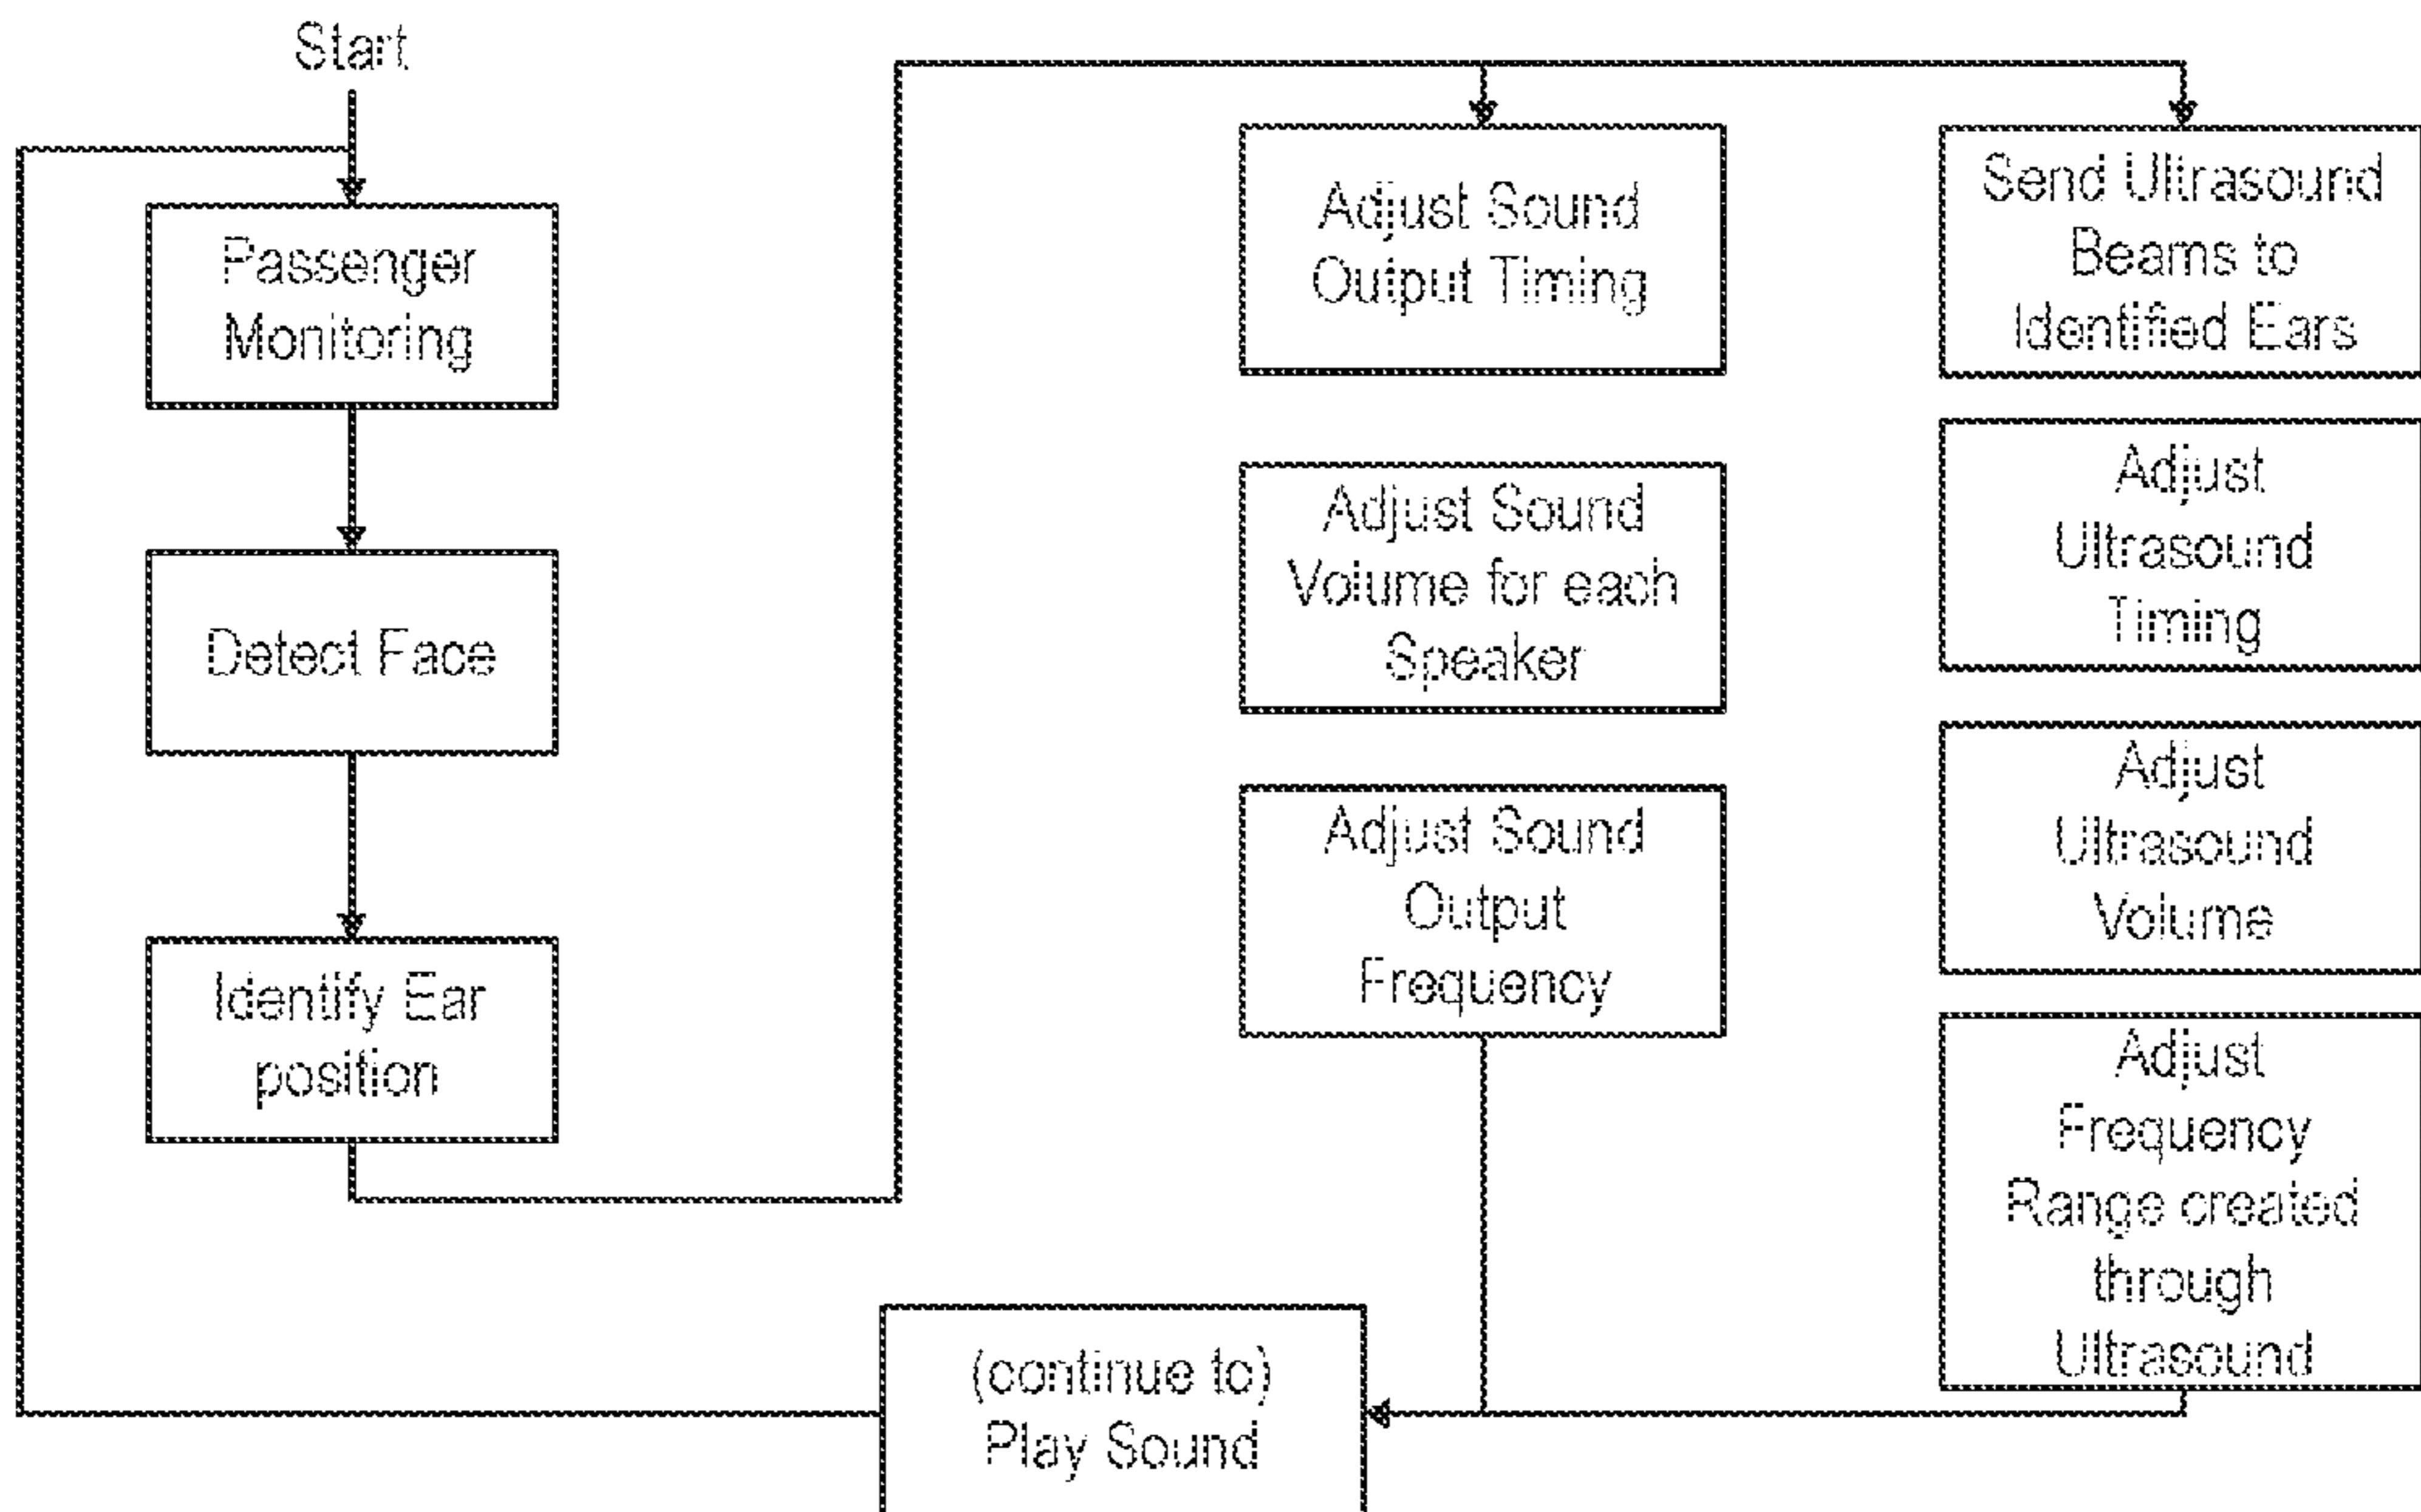 Start
Passenger
Monitoring
Detect Face
Identify Ear
position
Adjust Sound
Output Timing
Adjust Sound
Volume for each
Speaker
Adjust Sound
Output
Frequency
Send Ultrasound
Beams to
Identified Ears
Adjust
Ultrasound
Timing
Adjust
Ultrasound
Volume
Adjust
Frequency
Range created
through
Ultrasound
(continue to)
Play Sound